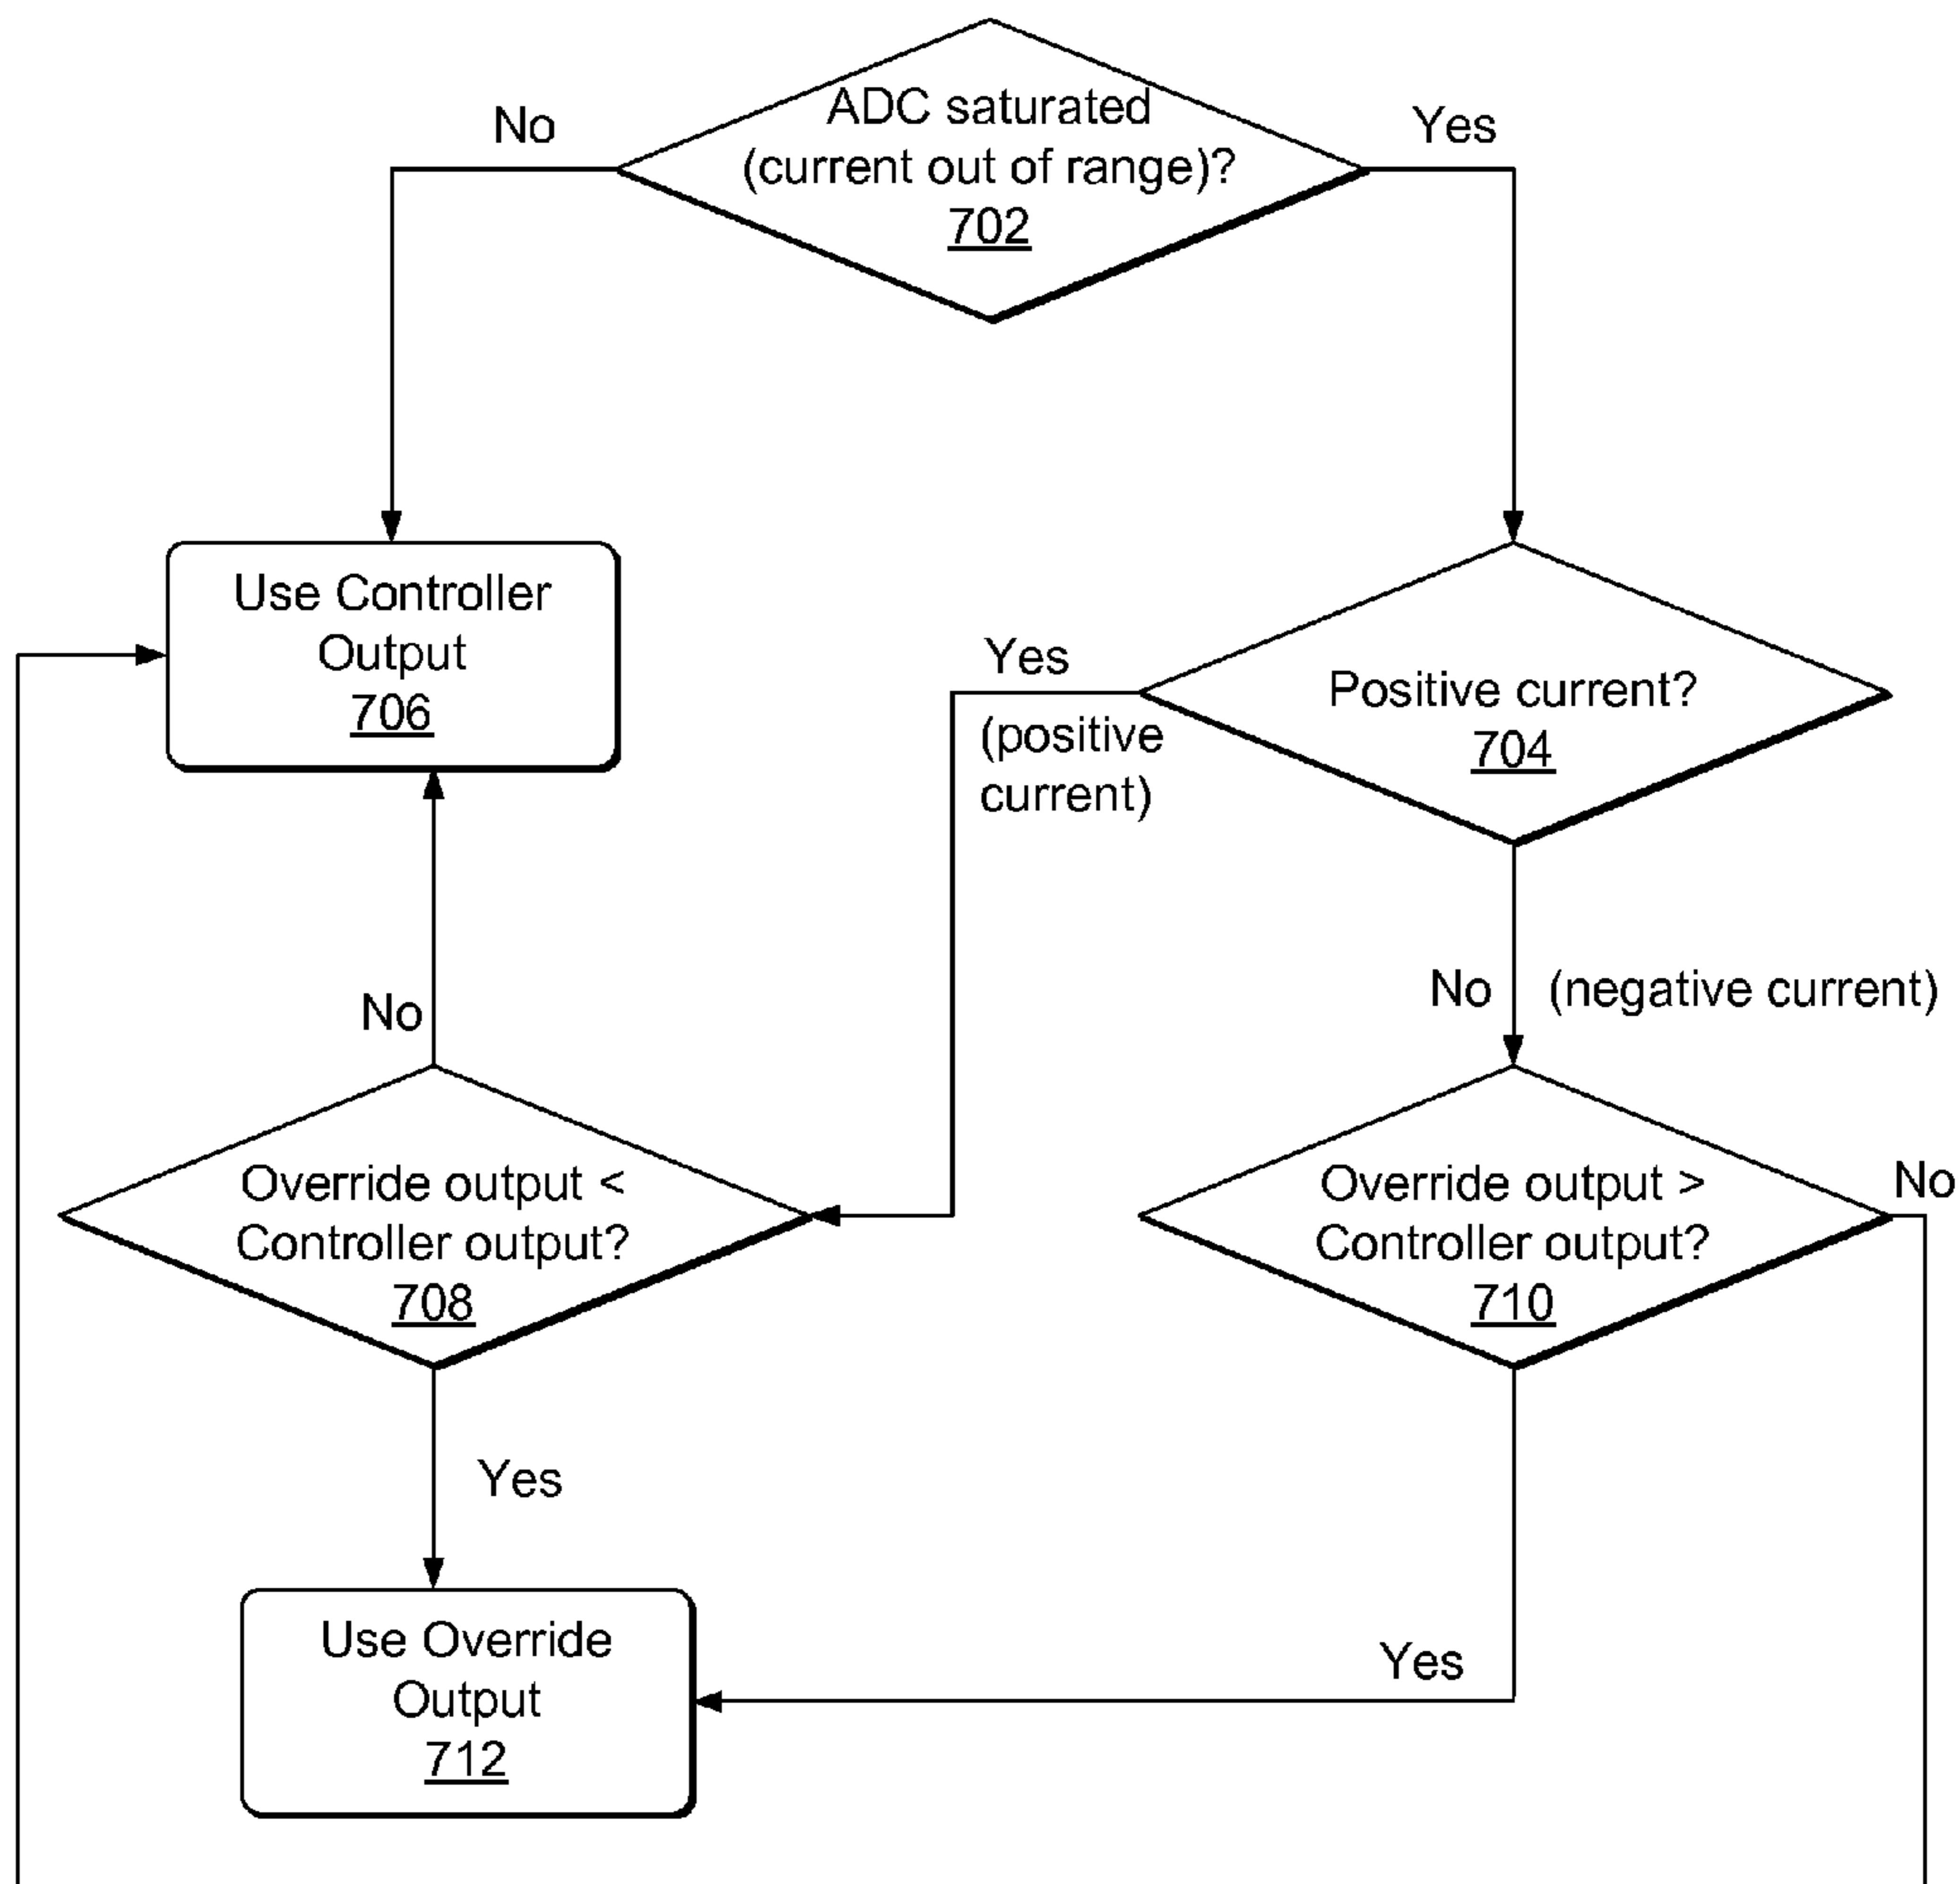 ADC saturated
(current out of range)?
702
No
Yes
Use Controller
Output
706
Yes
(positive
current)
Positive current?
704
No
No (negative current)
Override output <
Controller output?
708
Override output >
Controller output?
710
No
Yes
Use Override
Output
712
Yes